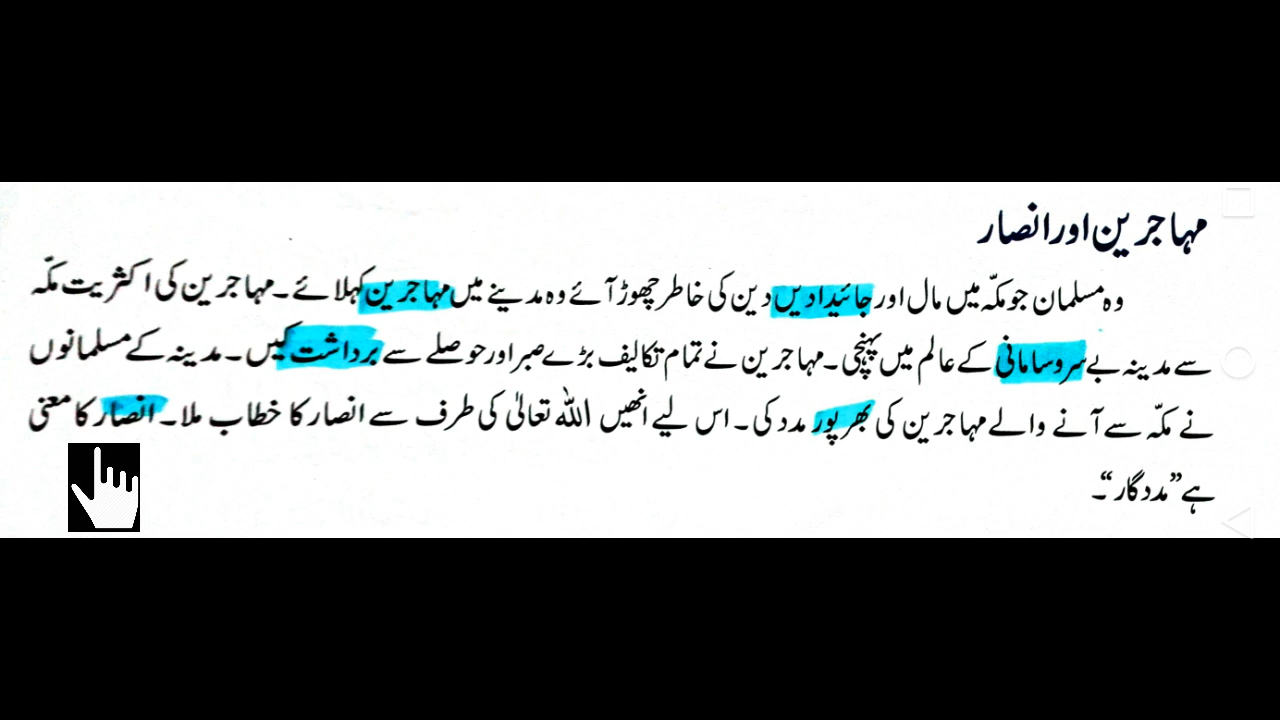 مہاجرین اور انصار
وہ مسلمان جو مکّہ میں مال اور جائیدادیں دین کی خاطر چھوڑ آئے وہ مدینے میں مہاجرین کہلائے۔ مہاجرین کی اکثریت مکّہ
سے مدینہ بے سروسامانی کے عالم میں پہنچی۔ مہاجرین نے تمام تکالیف بڑے صبر اور حوصلے سے برداشت کیں۔ مدینہ کے مسلمانوں
نے مکّہ سے آنے والے مہاجرین کی بھرپور مدد کی۔ اس لیے انھیں اللہ تعالیٰ کی طرف سے انصار کا خطاب ملا۔ انصار کا معنی
ہے ”مددگار“۔